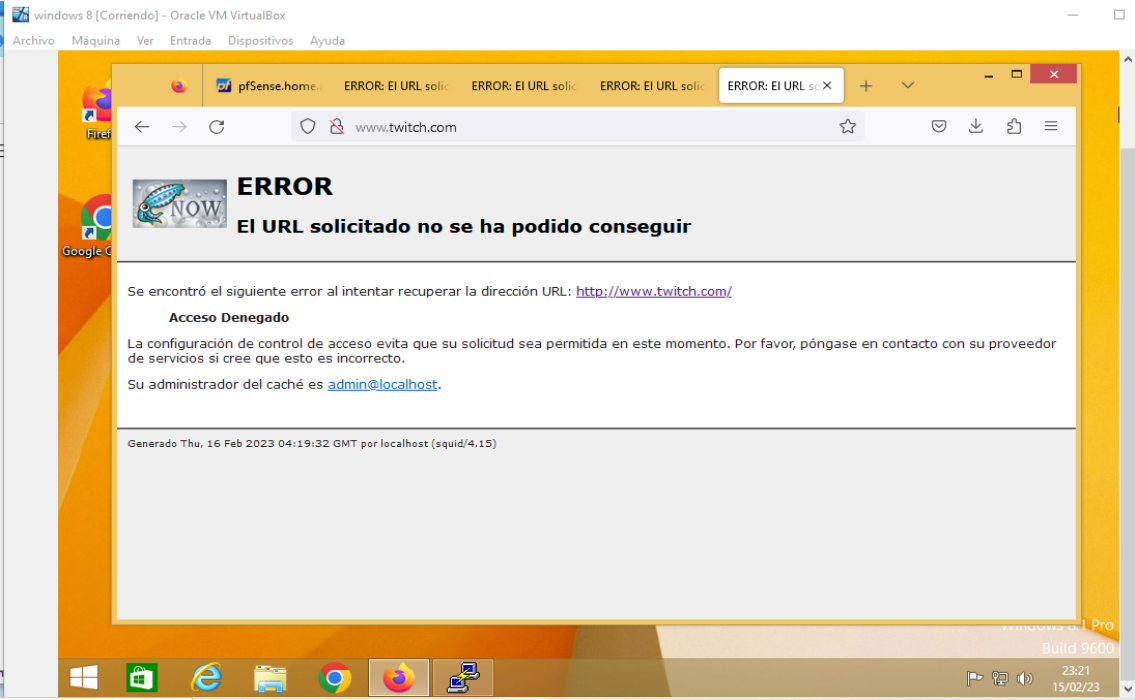 windows 8 [Corriendo] - Oracle VM VirtualBox
Archivo Máquina Ver Entrada Dispositivos Ayuda
pfSense.home. ERROR: El URL solic ERROR: El URL solic ERROR: El URL solic ERROR: El URL so
www.twitch.com
Firef
NOW
ERROR
El URL solicitado no se ha podido conseguir
Google C
Se encontró el siguiente error al intentar recuperar la dirección URL: http://www.twitch.com/
Acceso Denegado
La configuración de control de acceso evita que su solicitud sea permitida en este momento. Por favor, póngase en contacto con su proveedor
de servicios si cree que esto es incorrecto.
Su administrador del caché es admin@localhost.
Generado Thu, 16 Feb 2023 04:19:32 GMT por localhost (squid/4.15)
Windows 8.1 Pro
Build 9600
23:21
15/02/23